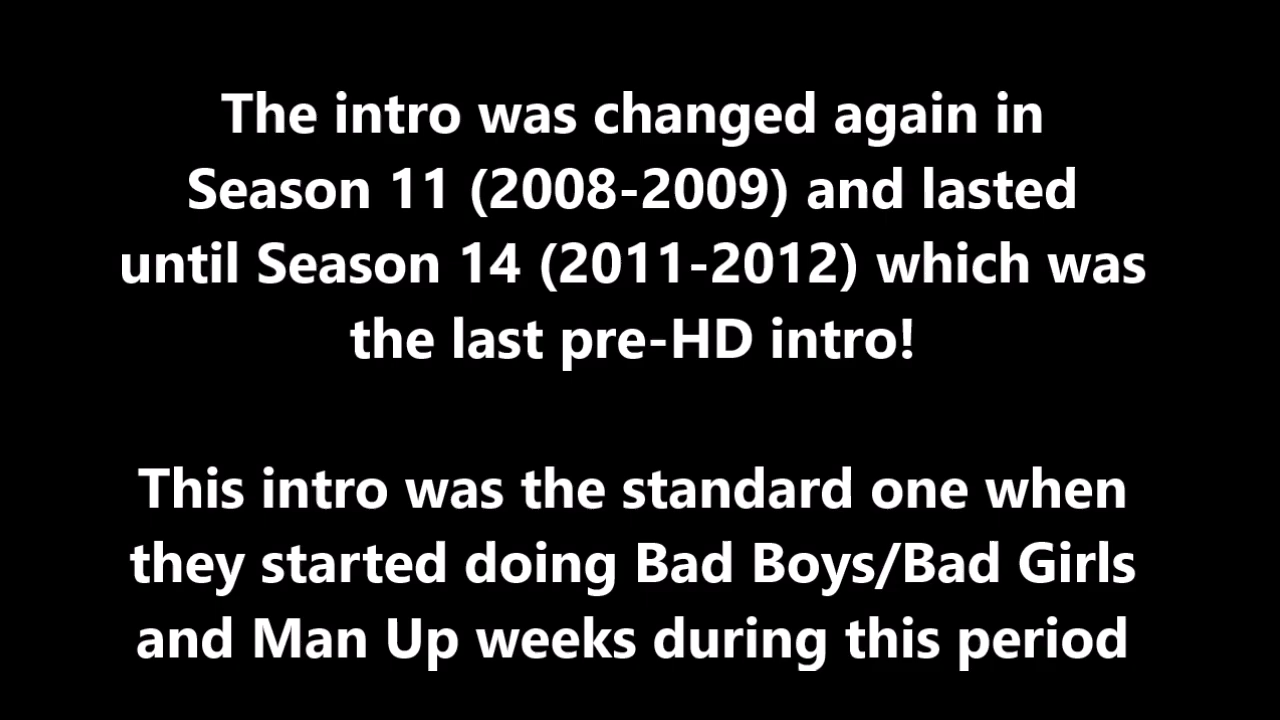 The intro was changed again in
Season 11 (2008-2009) and lasted
until Season 14 (2011-2012) which was
the last pre-HD intro!
This intro was the standard one when
they started doing Bad Boys/Bad Girls
and Man Up weeks during this period